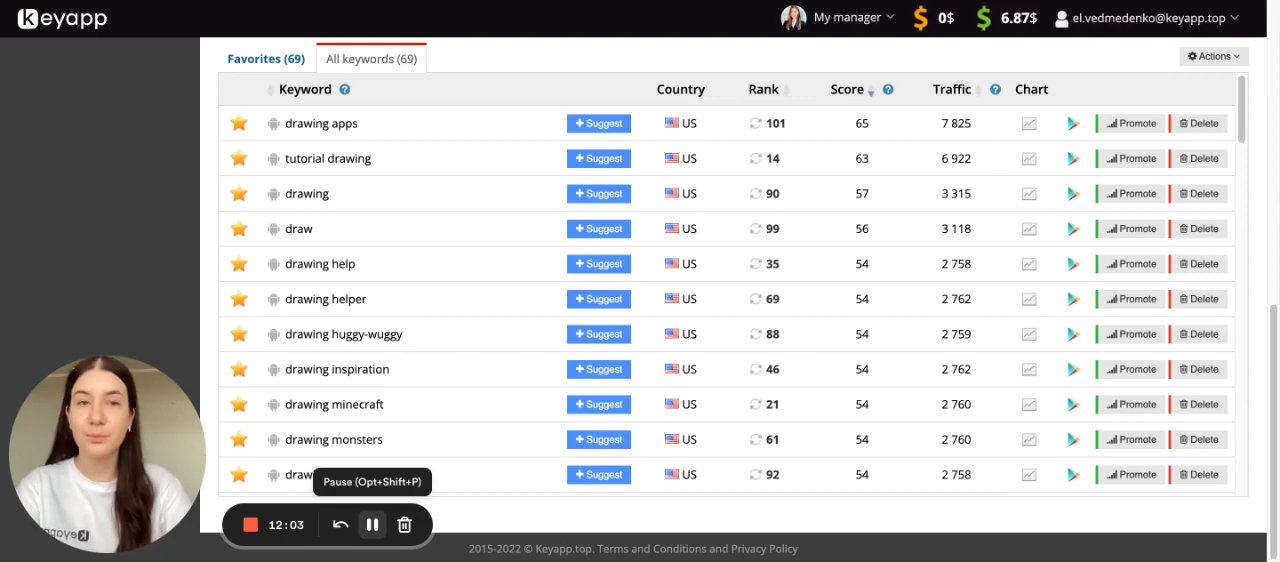 Keyapp
My manager
0$
6.87$
el.vedmedenko@keyapp.top
Favorites (69)
All keywords (69)
Actions
Keyword ? Country Rank Score ? Traffic ? Chart
drawing apps + Suggest US 101 65 7 825 Promote Delete
tutorial drawing + Suggest US 14 63 6 922 Promote Delete
drawing + Suggest US 90 57 3 315 Promote Delete
draw + Suggest US 99 56 3 118 Promote Delete
drawing help + Suggest US 35 54 2 758 Promote Delete
drawing helper + Suggest US 69 54 2 762 Promote Delete
drawing huggy-wuggy + Suggest US 88 54 2 759 Promote Delete
drawing inspiration + Suggest US 46 54 2 762 Promote Delete
drawing minecraft + Suggest US 21 54 2 760 Promote Delete
drawing monsters + Suggest US 61 54 2 760 Promote Delete
draw + Suggest US 92 54 2 758 Promote Delete
Pause (Opt+Shift+P)
12:03
Keyapp
2015-2022 © Keyapp.top. Terms and Conditions and Privacy Policy